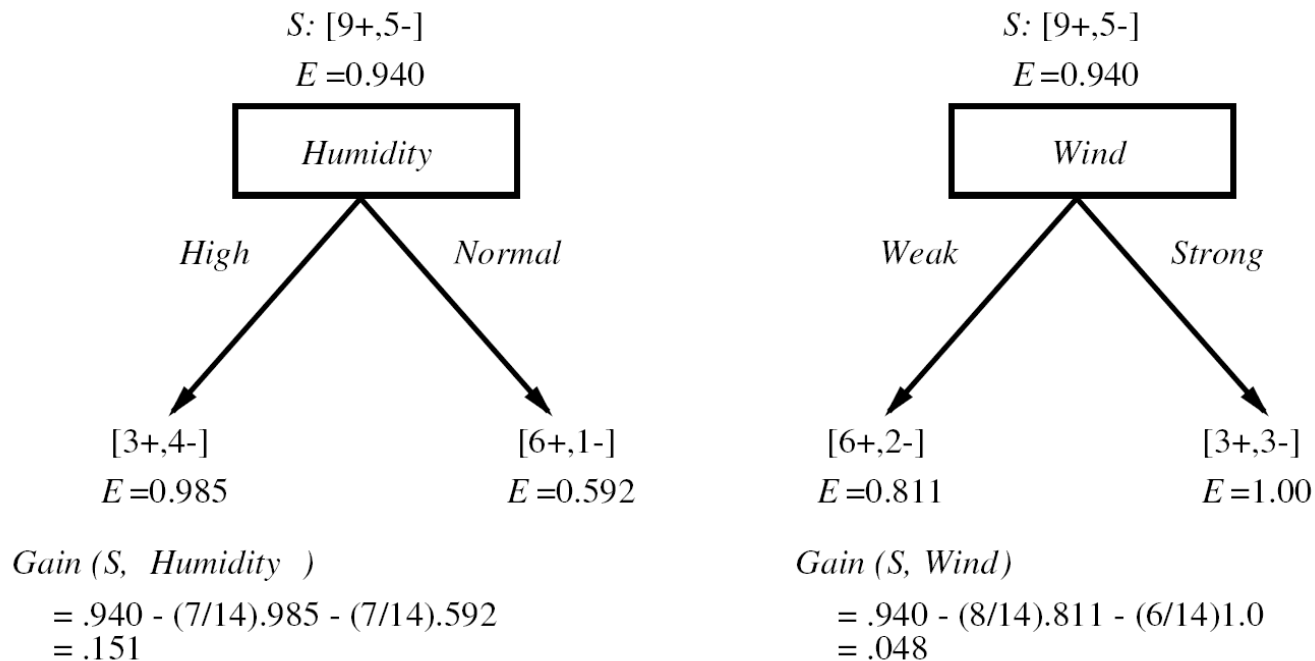 S: [9+,5-]
E =0.940
Humidity
High
Normal
[3+,4-]
E =0.985
[6+,1-]
E =0.592
Gain (S, Humidity )
= .940 - (7/14).985 - (7/14).592
= .151
S: [9+,5-]
E =0.940
Wind
Weak
Strong
[6+,2-]
E =0.811
[3+,3-]
E =1.00
Gain (S, Wind)
= .940 - (8/14).811 - (6/14)1.0
= .048